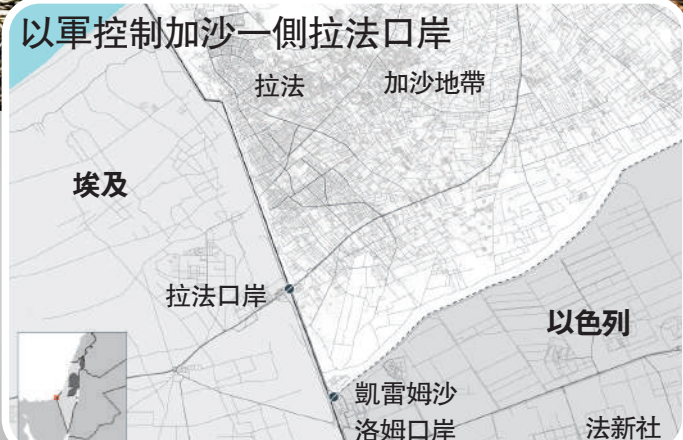 以軍控制加沙一側拉法口岸
拉法
加沙地帶
埃及
拉法口岸
以色列
凱雷姆沙
洛姆口岸
法新社